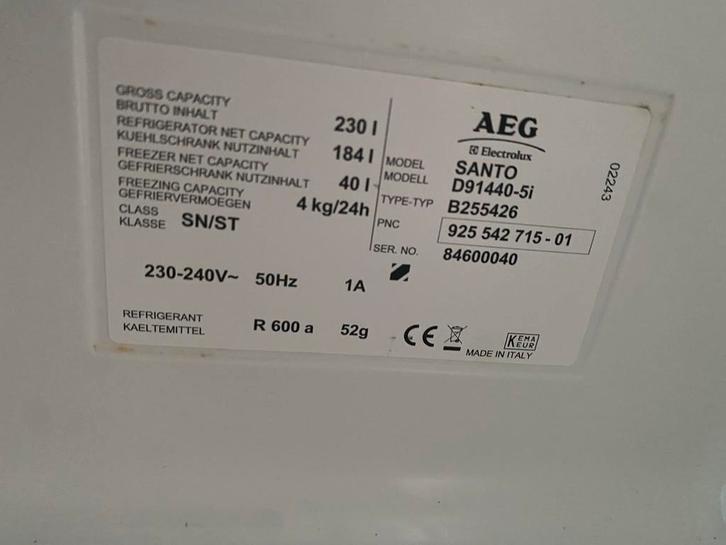 GROSS CAPACITY
BRUTTO INHALT 230 l
REFRIGERATOR NET CAPACITY
KUEHLSCHRANK NUTZINHALT 184 l
FREEZER NET CAPACITY
GEFRIERSCHRANK NUTZINHALT 40 l
FREEZING CAPACITY
GEFRIERVERMOEGEN 4 kg/24h
CLASS
KLASSE SN/ST
230-240V~ 50Hz 1A
REFRIGERANT
KAELTEMITTEL R 600 a 52g
AEG
Electrolux
MODEL SANTO
MODELL D91440-5i
TYPE-TYP B255426
PNC 925 542 715 - 01
SER. NO. 84600040
CE
KEMA
KEUR
MADE IN ITALY
02243